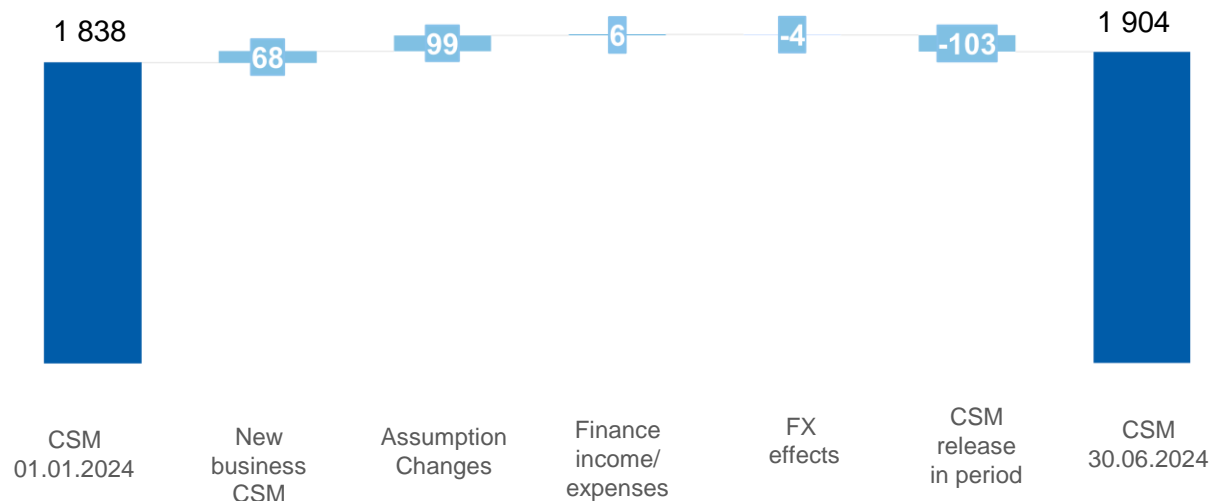 1 838
68
99
6
-4
-103
1 904
CSM
01.01.2024
New
business
CSM
Assumption
Changes
Finance
income/
expenses
FX
effects
CSM
release
in period
CSM
30.06.2024